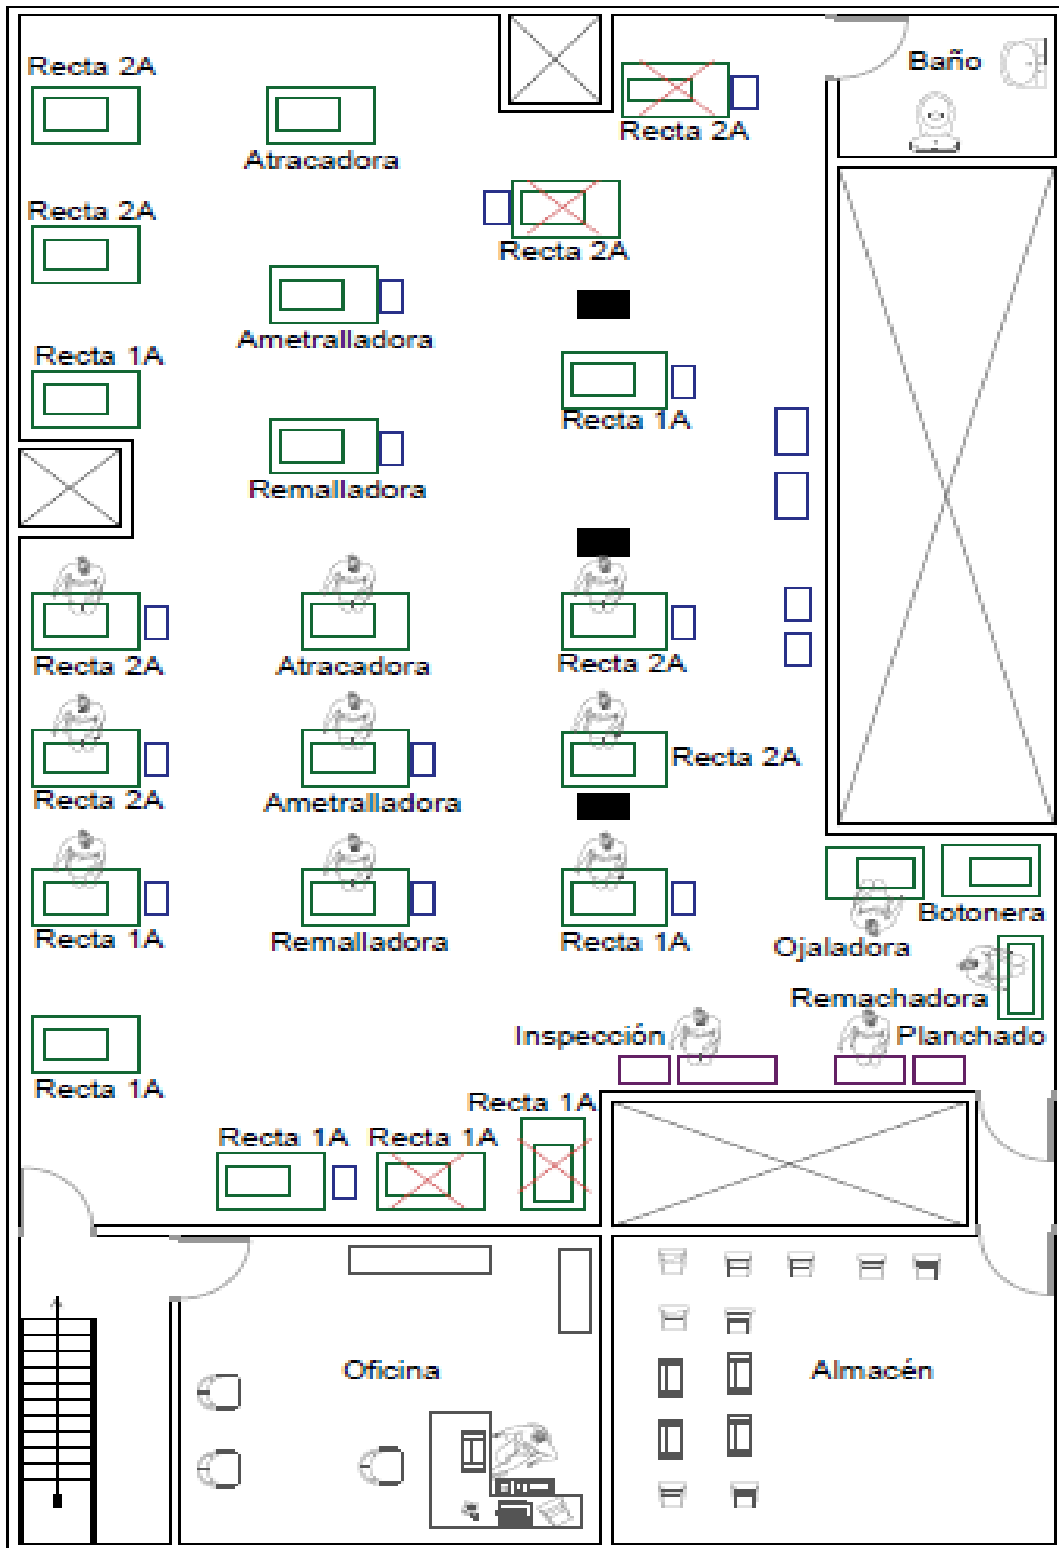 Recta 2A
Baño
Recta 2A
Atracadora
Recta 2A
Recta 2A
Ametralladora
Recta 1A
Recta 1A
Remalladora
Recta 2A
Atracadora
Recta 2A
Recta 2A
Recta 2A
Ametralladora
Recta 1A
Remalladora
Recta 1A
Botonera
Ojaladora
Remachadora
Inspección
Planchado
Recta 1A
Recta 1A
Recta 1A
Recta 1A
Oficina
Almacén